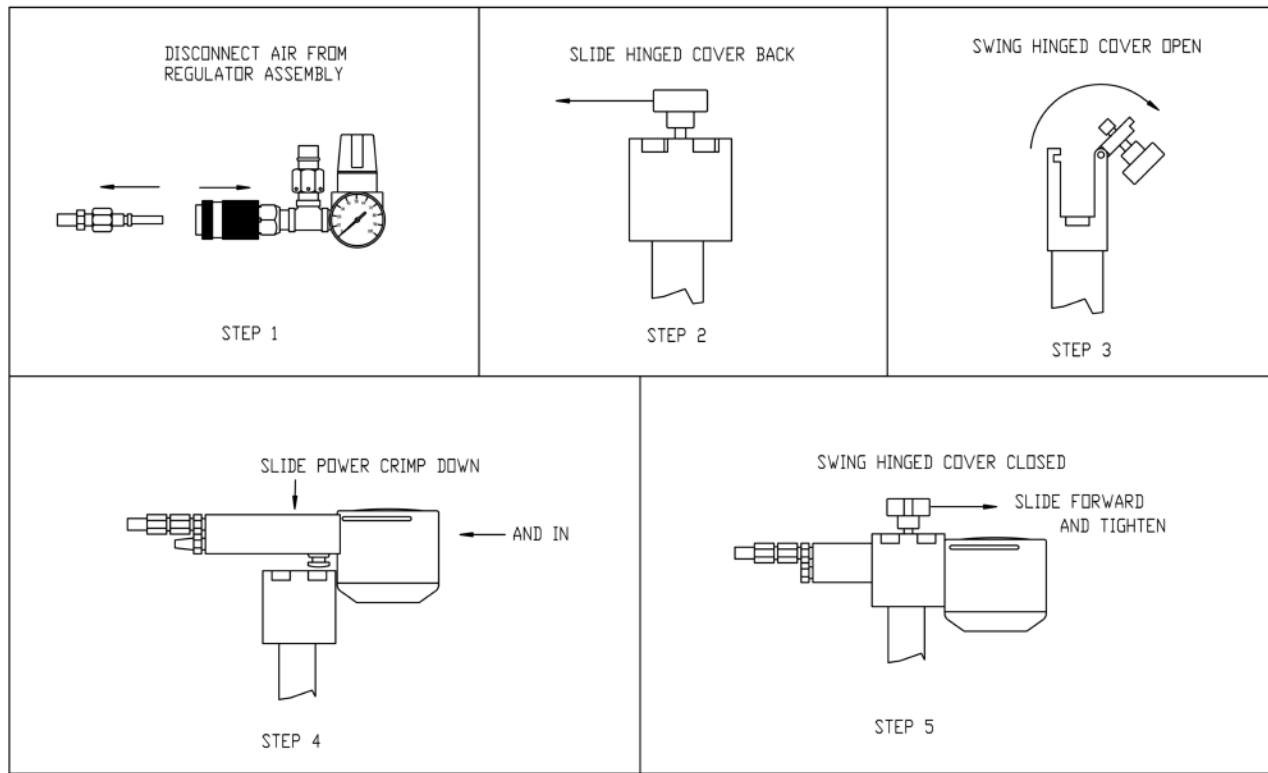 DISCONNECT AIR FROM
REGULATOR ASSEMBLY
STEP 1
SLIDE HINGED COVER BACK
STEP 2
SWING HINGED COVER OPEN
STEP 3
SLIDE POWER CRIMP DOWN
AND IN
STEP 4
SWING HINGED COVER CLOSED
SLIDE FORWARD
AND TIGHTEN
STEP 5